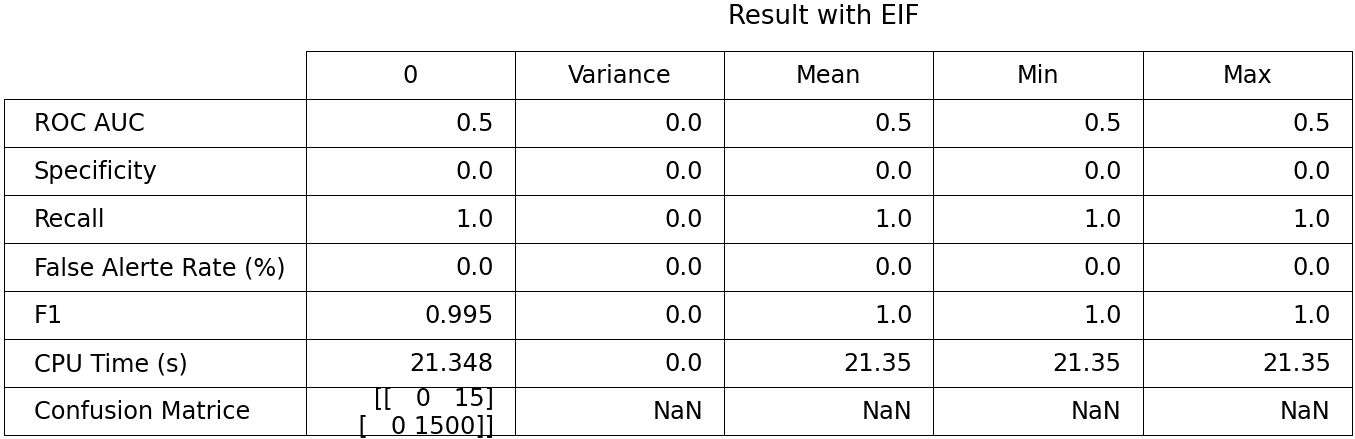 Result with EIF
0 Variance Mean Min Max
ROC AUC 0.5 0.0 0.5 0.5 0.5
Specificity 0.0 0.0 0.0 0.0 0.0
Recall 1.0 0.0 1.0 1.0 1.0
False Alerte Rate (%) 0.0 0.0 0.0 0.0 0.0
F1 0.995 0.0 1.0 1.0 1.0
CPU Time (s) 21.348 0.0 21.35 21.35 21.35
Confusion Matrice [[ 0 15]
[ 0 1500]] NaN NaN NaN NaN